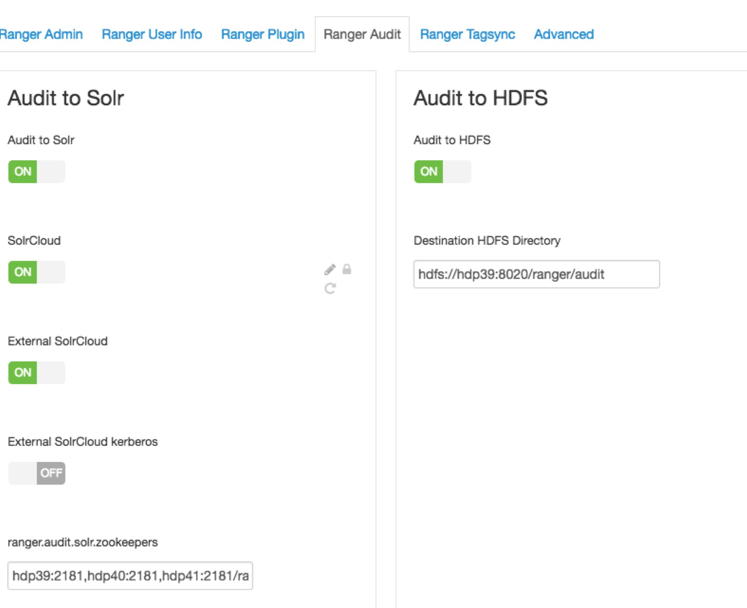 Ranger Admin Ranger User Info Ranger Plugin Ranger Audit Ranger Tagsync Advanced
Audit to Solr
Audit to Solr
ON
SolrCloud
ON
External SolrCloud
ON
External SolrCloud kerberos
OFF
ranger.audit.solr.zookeepers
hdp39:2181,hdp40:2181,hdp41:2181/ra
Audit to HDFS
Audit to HDFS
ON
Destination HDFS Directory
hdfs://hdp39:8020/ranger/audit